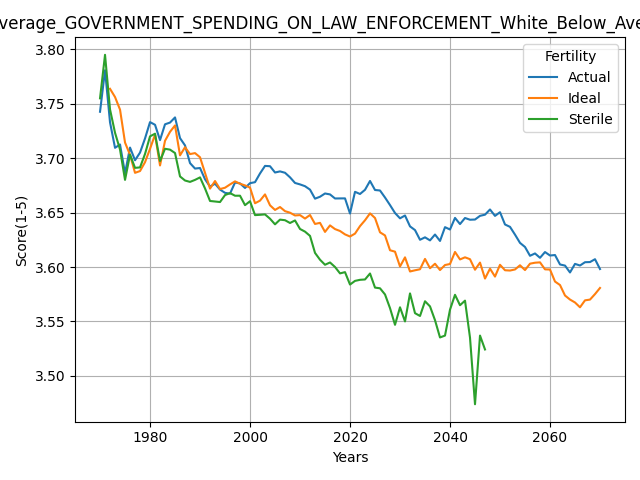 verage_GOVERNMENT_SPENDING_ON_LAW_ENFORCEMENT_White_Below_Ave
Fertility
Actual
Ideal
Sterile
3.80
3.75
3.70
3.65
3.60
3.55
3.50
Score(1-5)
1980
2000
2020
2040
2060
Years